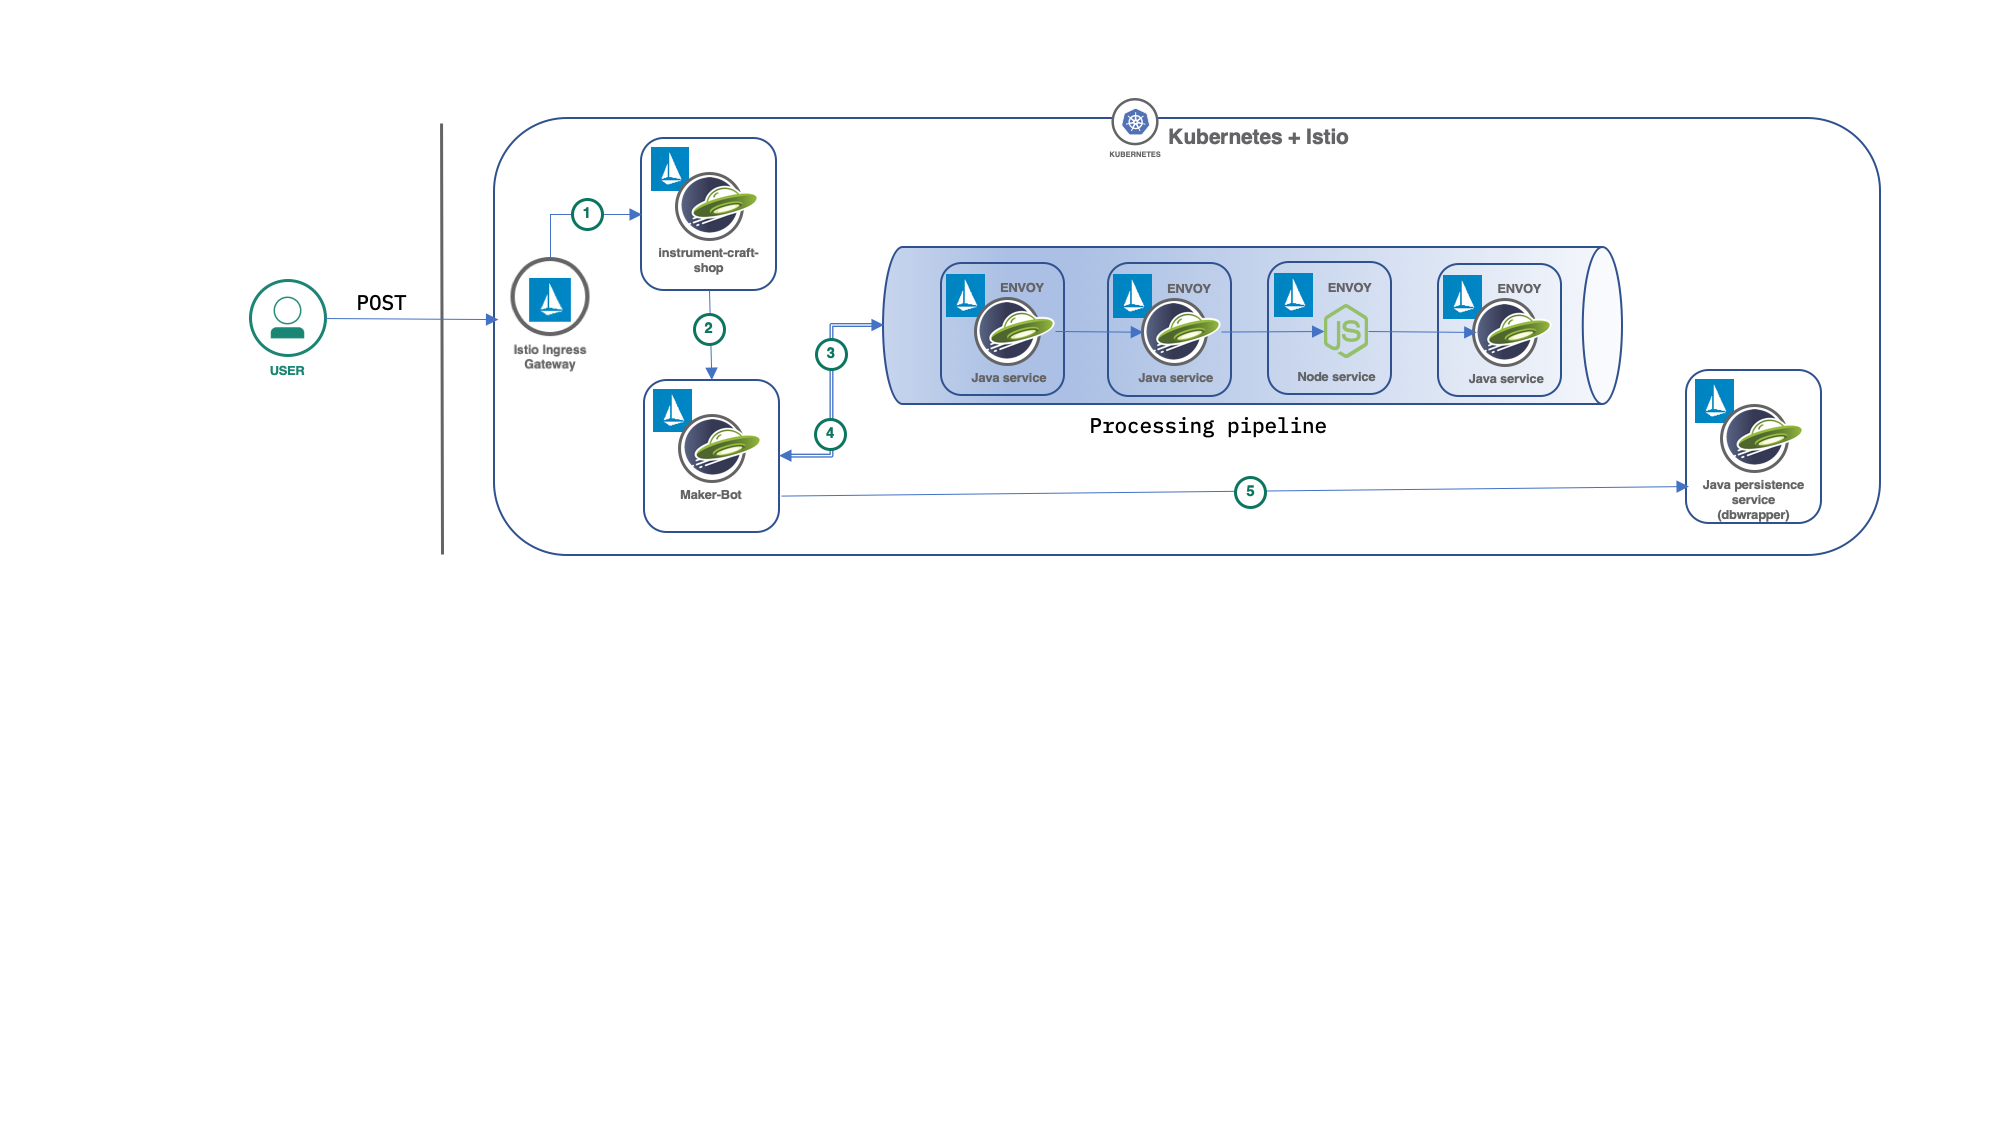 KUBERNETES
Kubernetes + Istio
USER
POST
Istio Ingress
Gateway
1
instrument-craft-
shop
2
Maker-Bot
3
4
ENVOY
Java service
ENVOY
Java service
ENVOY
JS
Node service
ENVOY
Java service
Processing pipeline
5
Java persistence
service
(dbwrapper)